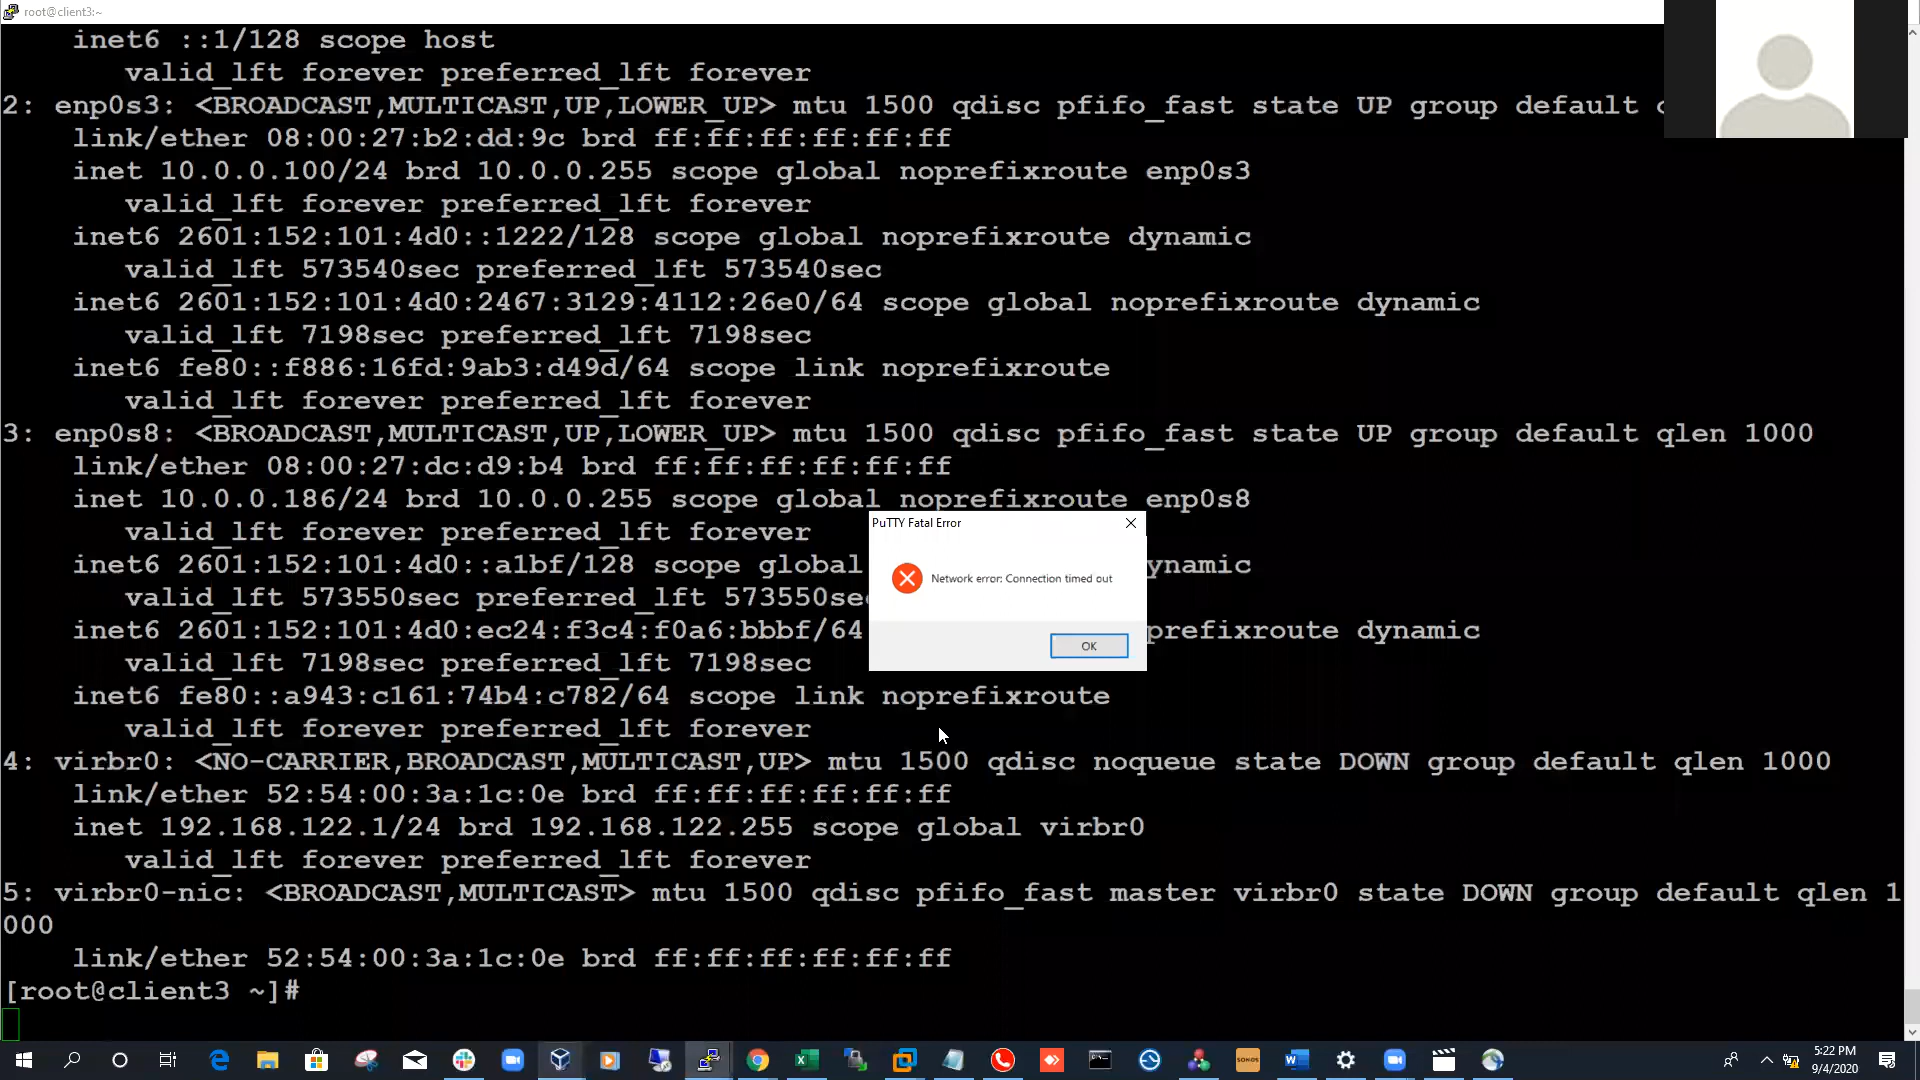 root@client3:~
inet6 ::1/128 scope host
valid_lft forever preferred_lft forever
2: enp0s3: <BROADCAST,MULTICAST,UP,LOWER_UP> mtu 1500 qdisc pfifo_fast state UP group default
link/ether 08:00:27:b2:dd:9c brd ff:ff:ff:ff:ff:ff
inet 10.0.0.100/24 brd 10.0.0.255 scope global noprefixroute enp0s3
valid_lft forever preferred_lft forever
inet6 2601:152:101:4d0::1222/128 scope global noprefixroute dynamic
valid_lft 573540sec preferred_lft 573540sec
inet6 2601:152:101:4d0:2467:3129:4112:26e0/64 scope global noprefixroute dynamic
valid_lft 7198sec preferred_lft 7198sec
inet6 fe80::f886:16fd:9ab3:d49d/64 scope link noprefixroute
valid_lft forever preferred_lft forever
3: enp0s8: <BROADCAST,MULTICAST,UP,LOWER_UP> mtu 1500 qdisc pfifo_fast state UP group default qlen 1000
link/ether 08:00:27:dc:d9:b4 brd ff:ff:ff:ff:ff:ff
inet 10.0.0.186/24 brd 10.0.0.255 scope global noprefixroute enp0s8
valid_lft forever preferred_lft forever
inet6 2601:152:101:4d0::a1bf/128 scope global ynamic
valid_lft 573550sec preferred_lft 573550se
inet6 2601:152:101:4d0:ec24:f3c4:f0a6:bbbf/64 prefixroute dynamic
valid_lft 7198sec preferred_lft 7198sec
inet6 fe80::a943:c161:74b4:c782/64 scope link noprefixroute
valid_lft forever preferred_lft forever
4: virbr0: <NO-CARRIER,BROADCAST,MULTICAST,UP> mtu 1500 qdisc noqueue state DOWN group default qlen 1000
link/ether 52:54:00:3a:1c:0e brd ff:ff:ff:ff:ff:ff
inet 192.168.122.1/24 brd 192.168.122.255 scope global virbr0
valid_lft forever preferred_lft forever
5: virbr0-nic: <BROADCAST,MULTICAST> mtu 1500 qdisc pfifo_fast master virbr0 state DOWN group default qlen 1
000
link/ether 52:54:00:3a:1c:0e brd ff:ff:ff:ff:ff:ff
[root@client3 ~]#
PuTTY Fatal Error
Network error: Connection timed out
OK
SONOS
5:22 PM
9/4/2020